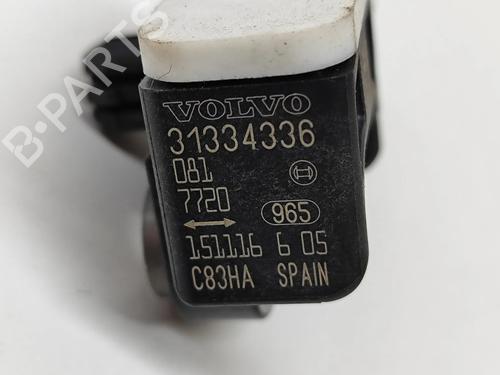 B-PARTS
VOLVO
31334336
081
7720
965
151116 6 05
C83HA SPAIN